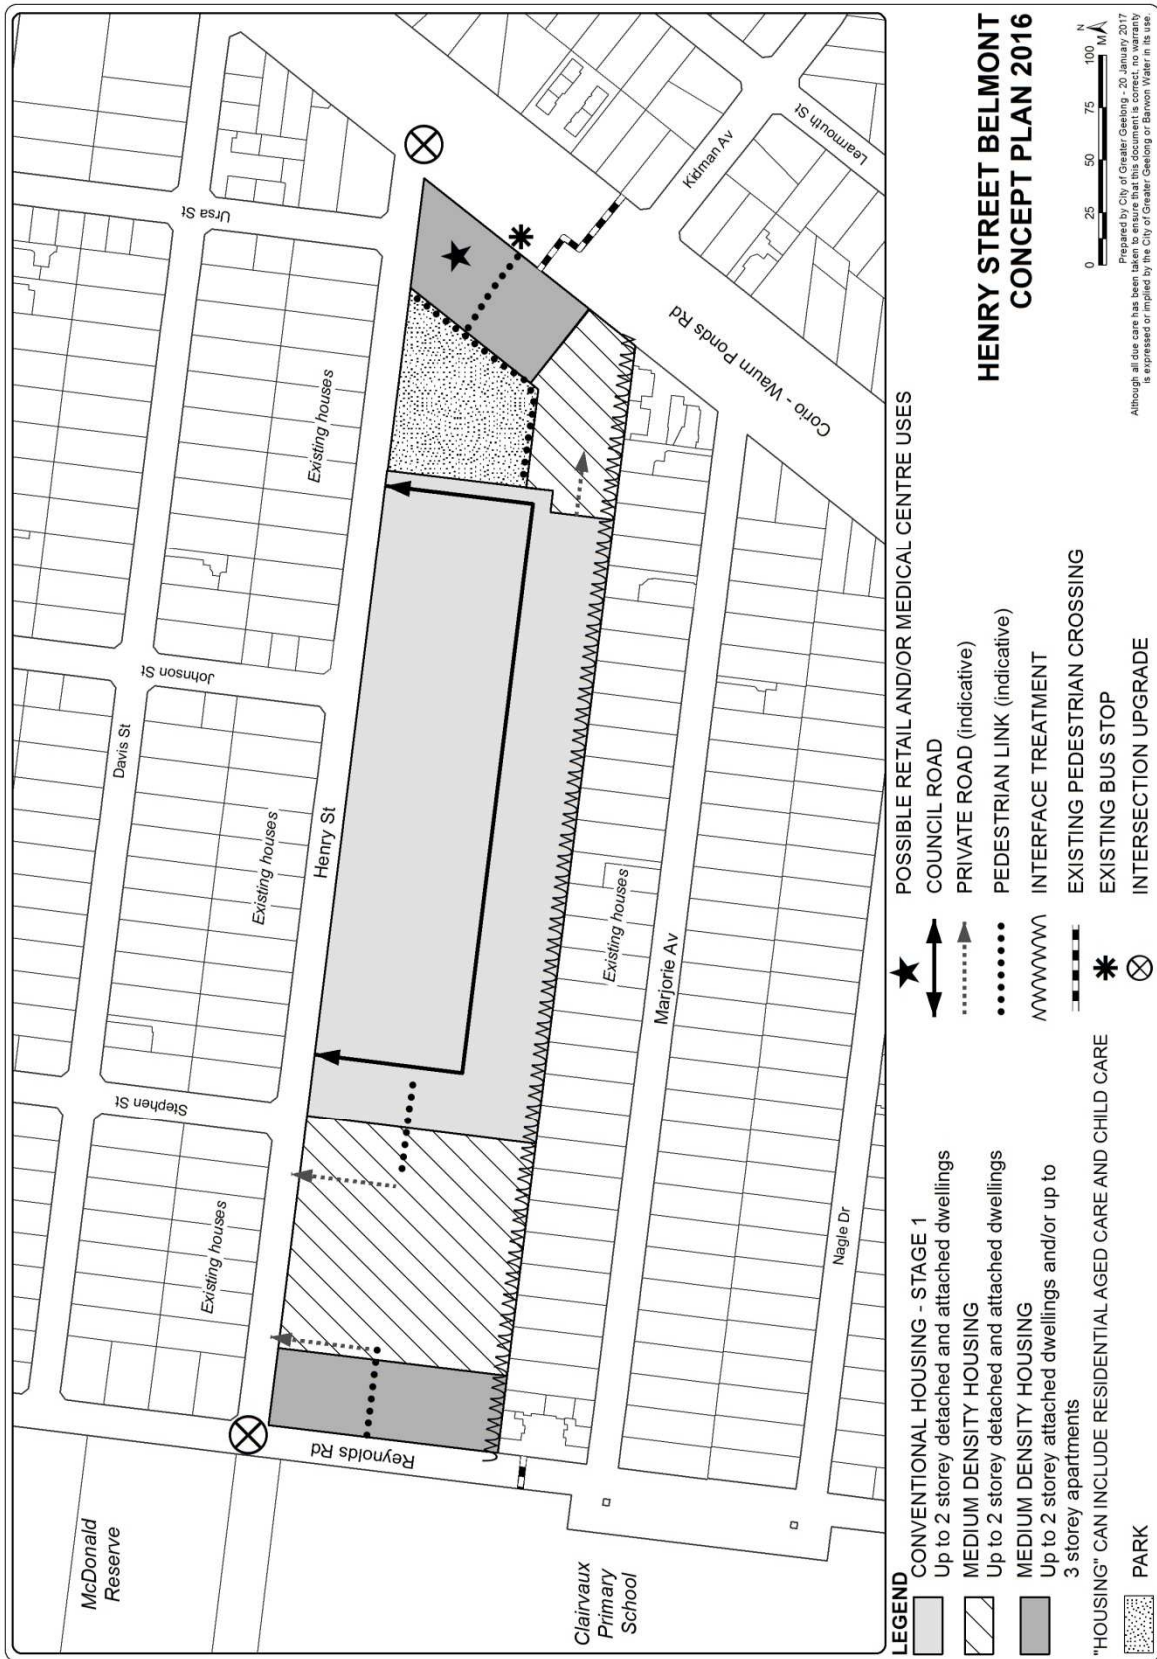 McDonald
Reserve
Clairvaux
Primary
School
Reynolds Rd
Existing houses
Stephen St
Davis St
Existing houses
Henry St
Johnson St
Existing houses
Ursa St
Existing houses
Marjorie Av
Nagle Dr
Corio - Waurn Ponds Rd
Kidman Av
Learmouth St
LEGEND
CONVENTIONAL HOUSING - STAGE 1
Up to 2 storey detached and attached dwellings
MEDIUM DENSITY HOUSING
Up to 2 storey detached and attached dwellings
MEDIUM DENSITY HOUSING
Up to 2 storey attached dwellings and/or up to
3 storey apartments
"HOUSING" CAN INCLUDE RESIDENTIAL AGED CARE AND CHILD CARE
PARK
POSSIBLE RETAIL AND/OR MEDICAL CENTRE USES
COUNCIL ROAD
PRIVATE ROAD (indicative)
PEDESTRIAN LINK (indicative)
INTERFACE TREATMENT
EXISTING PEDESTRIAN CROSSING
EXISTING BUS STOP
INTERSECTION UPGRADE
HENRY STREET BELMONT
CONCEPT PLAN 2016
0 25 50 75 100
M
N
Prepared by City of Greater Geelong - 20 January 2017
Although all due care has been taken to ensure that this document is correct, no warranty
is expressed or implied by the City of Greater Geelong or Barwon Water in its use.